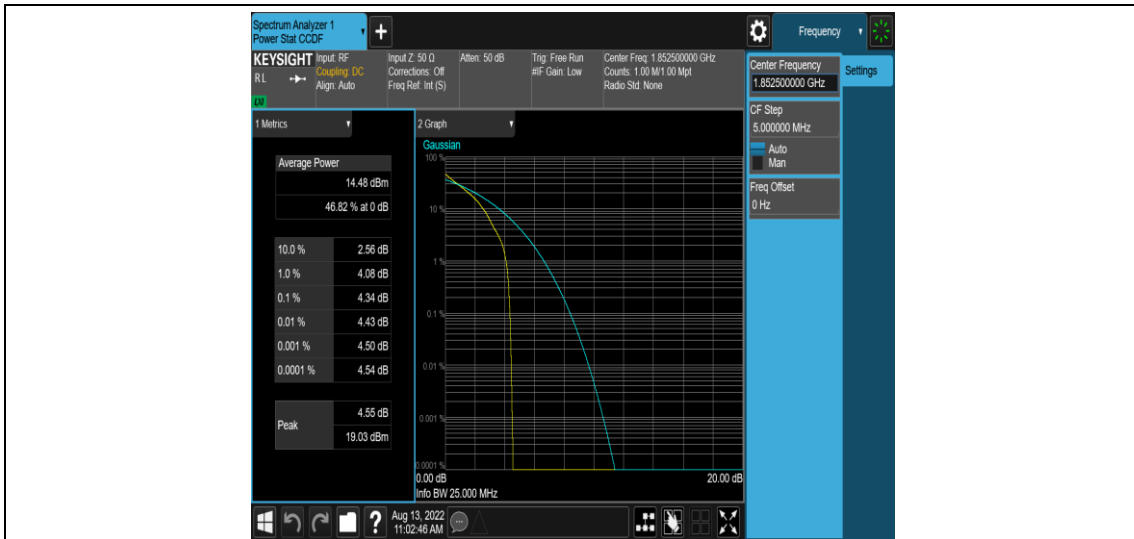 Spectrum Analyzer 1
Power Stat CCDF
+
Frequency
KEYSIGHT
RL
LXI
Input: RF
Coupling: DC
Align: Auto
Input Z: 50 Ω
Corrections: Off
Freq Ref: Int (S)
Atten: 50 dB
Trig: Free Run
#IF Gain: Low
Center Freq: 1.852500000 GHz
Counts: 1.00 M/1.00 Mpt
Radio Std: None
Center Frequency
1.852500000 GHz
Settings
CF Step
5.000000 MHz
Auto
Man
Freq Offset
0 Hz
1 Metrics
Average Power
14.48 dBm
46.82 % at 0 dB
10.0 % 2.56 dB
1.0 % 4.08 dB
0.1 % 4.34 dB
0.01 % 4.43 dB
0.001 % 4.50 dB
0.0001 % 4.54 dB
Peak
4.55 dB
19.03 dBm
2 Graph
Gaussian
100 %
10 %
1 %
0.1 %
0.01 %
0.001 %
0.0001 %
0.00 dB 20.00 dB
Info BW 25.000 MHz
?
Aug 13, 2022
11:02:46 AM